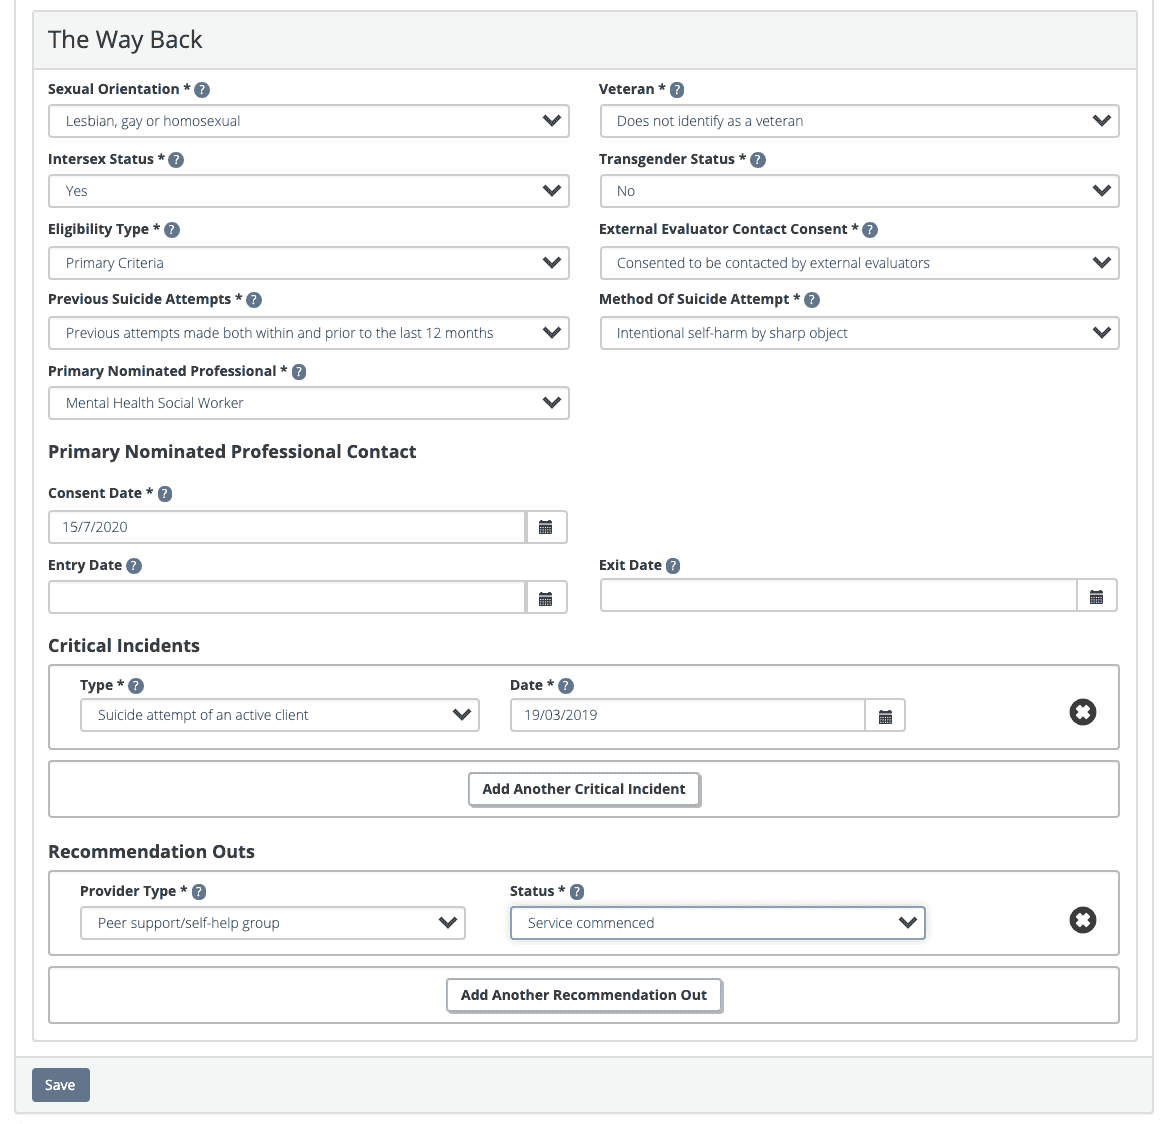 The Way Back
Sexual Orientation * ?
Veteran * ?
Lesbian, gay or homosexual
Does not identify as a veteran
Intersex Status * ?
Transgender Status * ?
Yes
No
Eligibility Type * ?
External Evaluator Contact Consent * ?
Primary Criteria
Consented to be contacted by external evaluators
Previous Suicide Attempts * ?
Method Of Suicide Attempt * ?
Previous attempts made both within and prior to the last 12 months
Intentional self-harm by sharp object
Primary Nominated Professional * ?
Mental Health Social Worker
Primary Nominated Professional Contact
Consent Date * ?
15/7/2020
Entry Date ?
Exit Date ?
Critical Incidents
Type * ?
Date * ?
Suicide attempt of an active client
19/03/2019
Add Another Critical Incident
Recommendation Outs
Provider Type * ?
Status * ?
Peer support/self-help group
Service commenced
Add Another Recommendation Out
Save